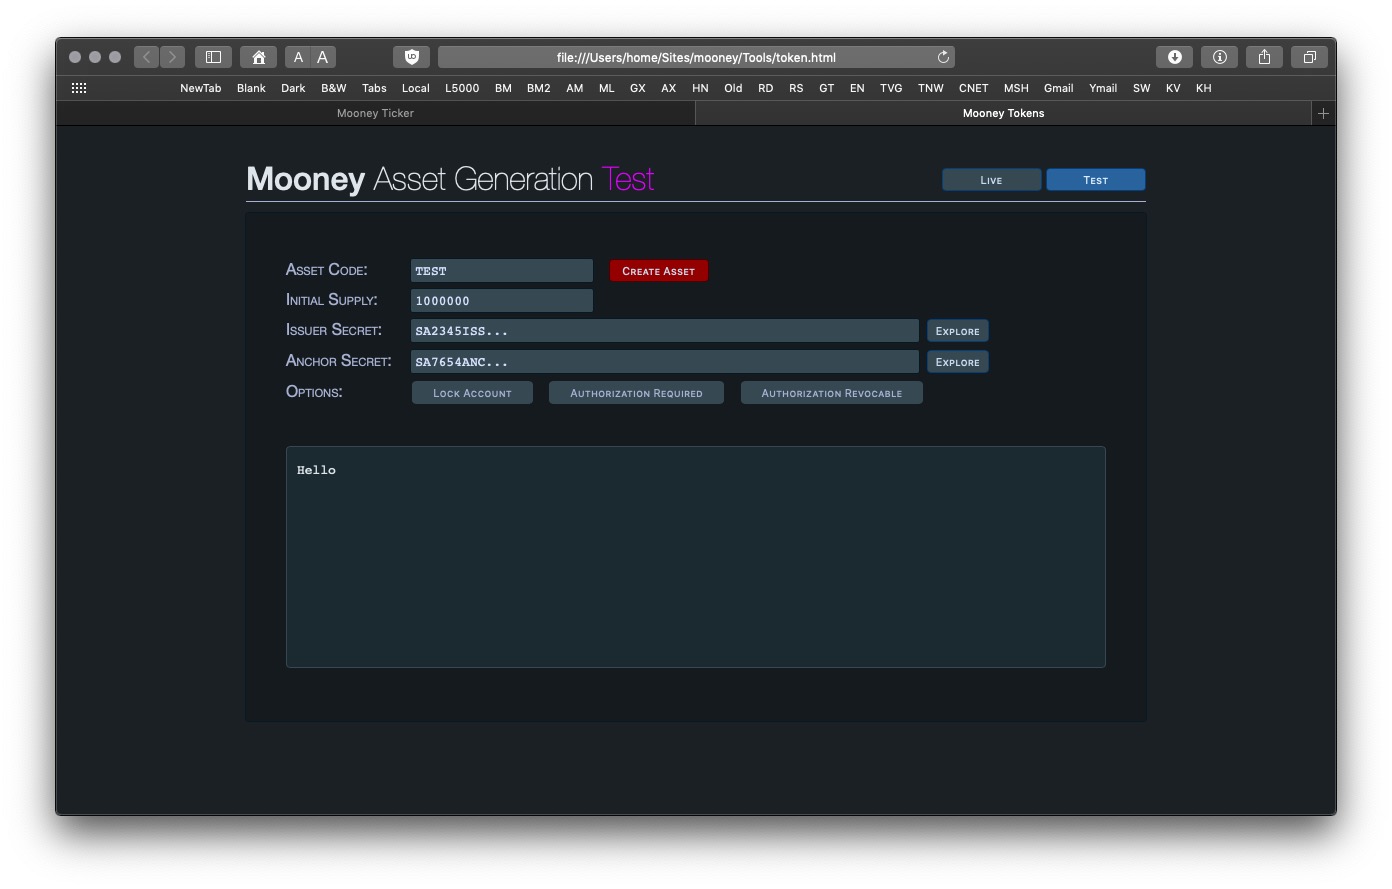 file:///Users/home/Sites/mooney/Tools/token.html
NewTab Blank Dark B&W Tabs Local L5000 BM BM2 AM ML GX AX HN Old RD RS GT EN TVG TNW CNET MSH Gmail Ymail SW KV KH
Mooney Ticker Mooney Tokens
Mooney Asset Generation Test Live Test
Asset Code: TEST Create Asset
Initial Supply: 1000000
Issuer Secret: SA2345ISS... Explore
Anchor Secret: SA7654ANC... Explore
Options: Lock Account Authorization Required Authorization Revocable
Hello